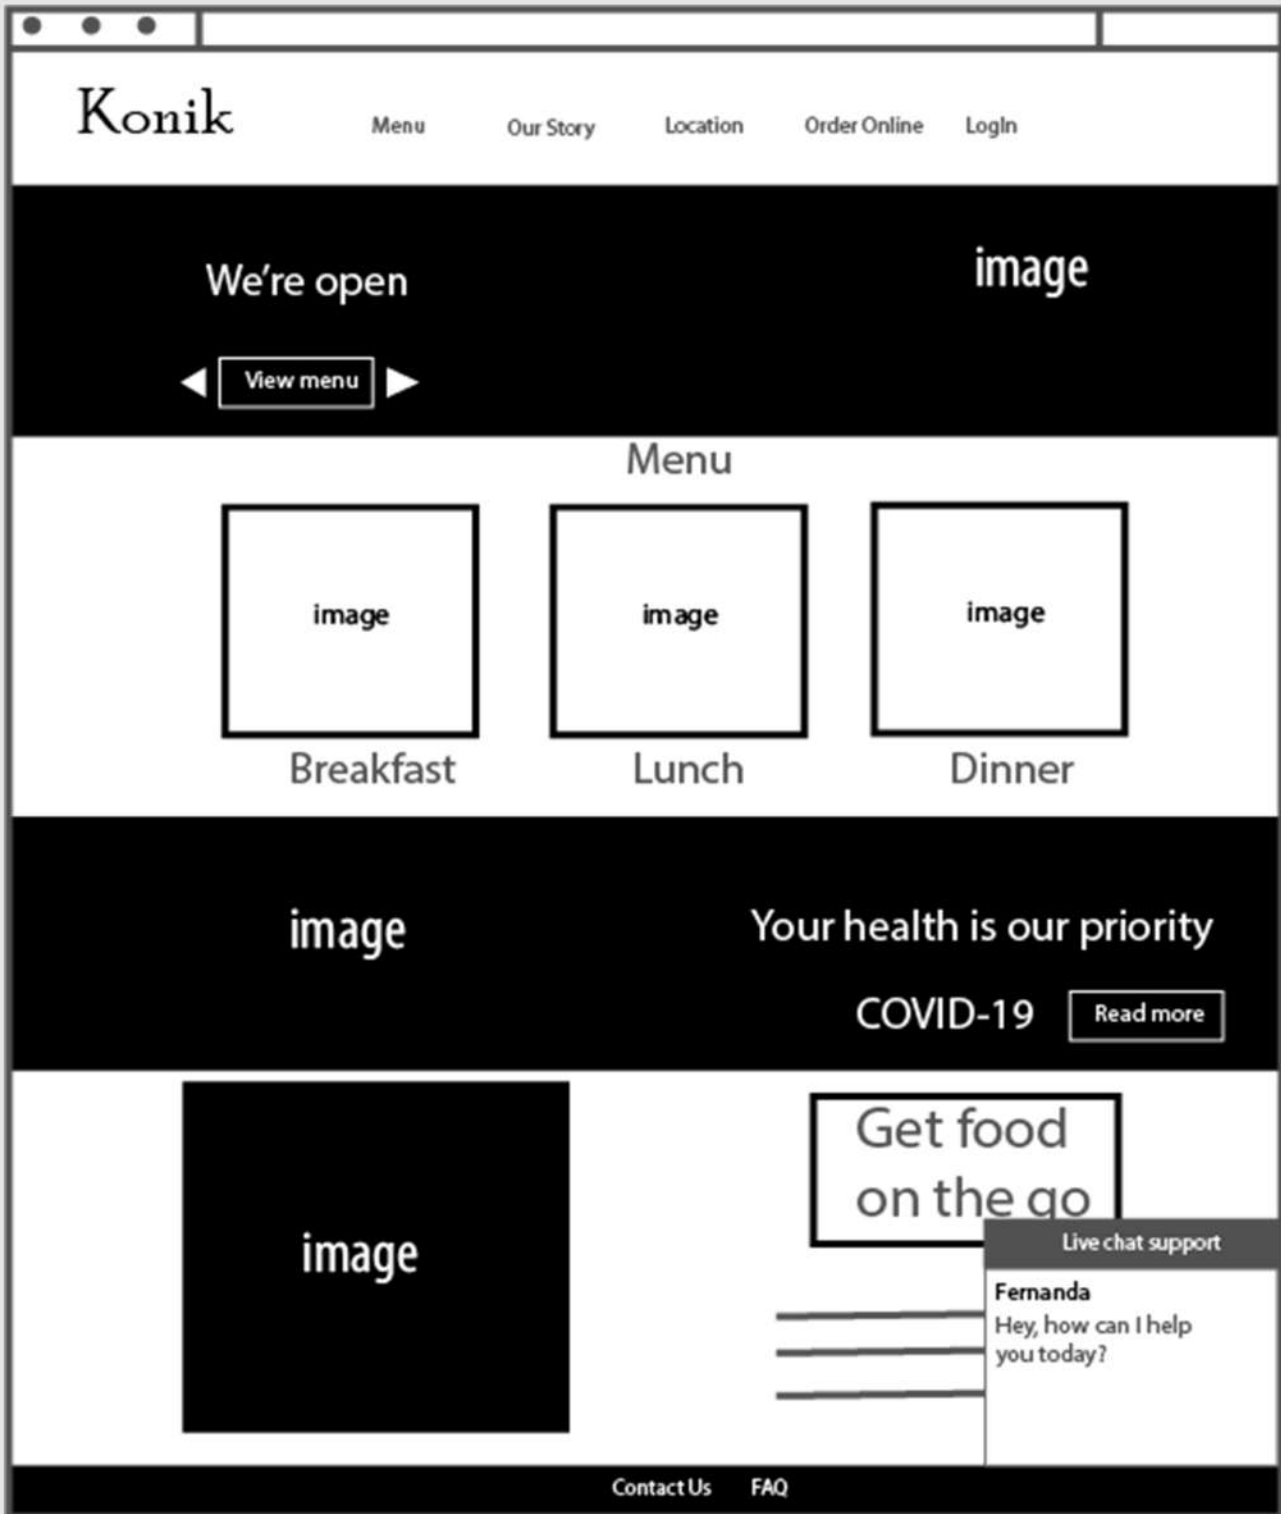 Konik
Menu Our Story Location Order Online LogIn
We're open
image
View menu
Menu
image image image
Breakfast Lunch Dinner
image
Your health is our priority
COVID-19 Read more
image
Get food
on the go
Live chat support
Fernanda
Hey, how can I help
you today?
Contact Us FAQ